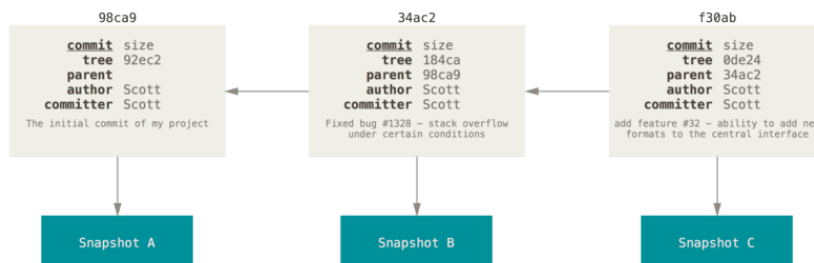 98ca9
commit size
tree 92ec2
parent
author Scott
committer Scott
The initial commit of my project
Snapshot A
34ac2
commit size
tree 184ca
parent 98ca9
author Scott
committer Scott
Fixed bug #1328 – stack overflow
under certain conditions
Snapshot B
f30ab
commit size
tree 0de24
parent 34ac2
author Scott
committer Scott
add feature #32 – ability to add ne
formats to the central interface
Snapshot C